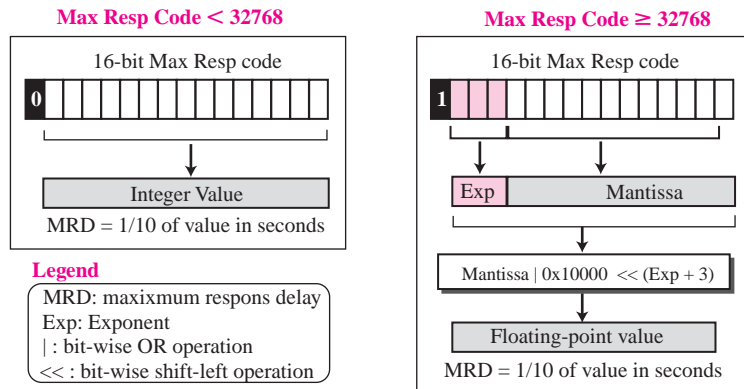 Max Resp Code < 32768
16-bit Max Resp code
0
Integer Value
MRD = 1/10 of value in seconds
Legend
MRD: maxixmum respons delay
Exp: Exponent
| : bit-wise OR operation
<< : bit-wise shift-left operation
Max Resp Code ≥ 32768
16-bit Max Resp code
1
Exp Mantissa
Mantissa | 0x10000 << (Exp + 3)
Floating-point value
MRD = 1/10 of value in seconds